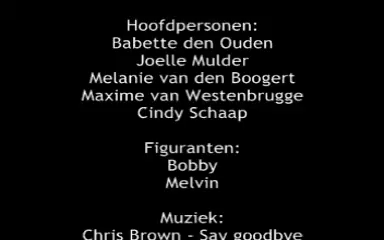 Hoofdpersonen:
Babette den Ouden
Joelle Mulder
Melanie van den Boogert
Maxime van Westenbrugge
Cindy Schaap
Figuranten:
Bobby
Melvin
Muziek:
Chris Brown - Say goodbye